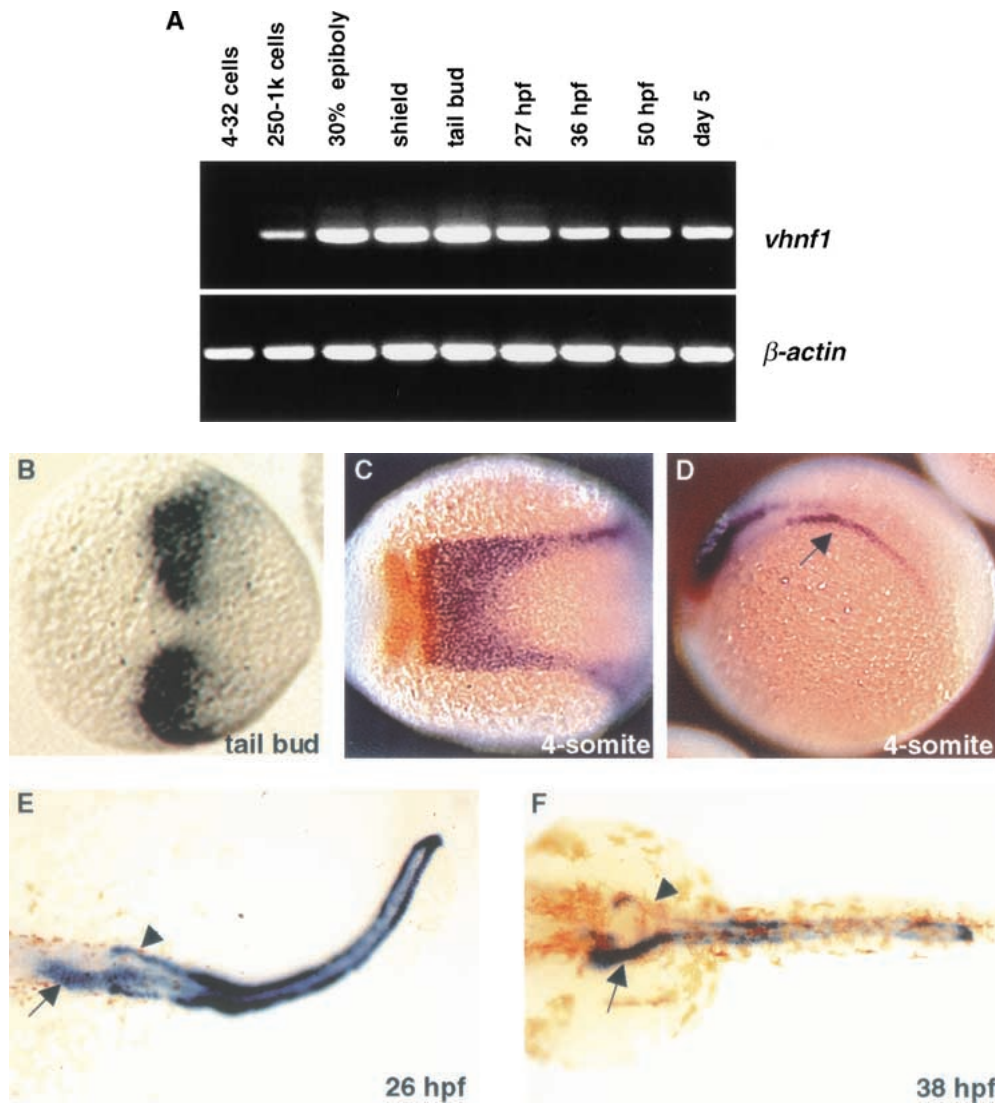 A
4-32 cells
250-1k cells
30% epiboly
shield
tail bud
27 hpf
36 hpf
50 hpf
day 5
vhnf1
β-actin
B
tail bud
C
4-somite
D
4-somite
E
26 hpf
F
38 hpf